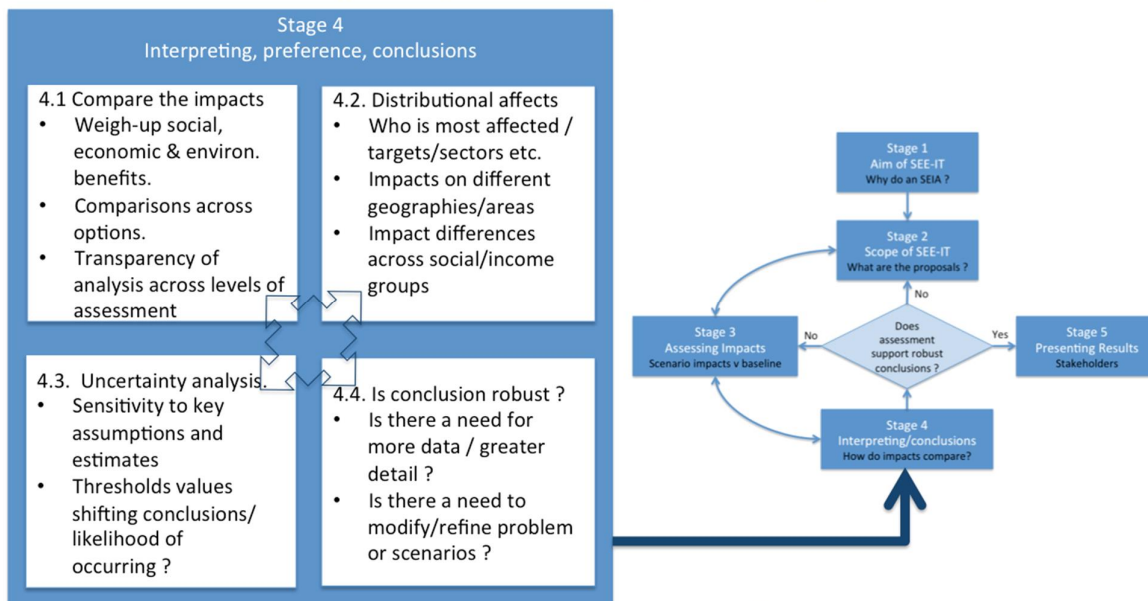 Stage 4
Interpreting, preference, conclusions
4.1 Compare the impacts
• Weigh-up social,
economic & environ.
benefits.
• Comparisons across
options.
• Transparency of
analysis across levels of
assessment
4.2. Distributional affects
• Who is most affected /
targets/sectors etc.
• Impacts on different
geographies/areas
• Impact differences
across social/income
groups
4.3. Uncertainty analysis.
• Sensitivity to key
assumptions and
estimates
• Thresholds values
shifting conclusions/
likelihood of
occurring ?
4.4. Is conclusion robust ?
• Is there a need for
more data / greater
detail ?
• Is there a need to
modify/refine problem
or scenarios ?
Stage 1
Aim of SEE-IT
Why do an SEIA ?
Stage 2
Scope of SEE-IT
What are the proposals ?
No
Stage 3
Assessing Impacts
Scenario impacts v baseline
No
Does
assessment
support robust
conclusions ?
Yes
Stage 5
Presenting Results
Stakeholders
Stage 4
Interpreting/conclusions
How do impacts compare?